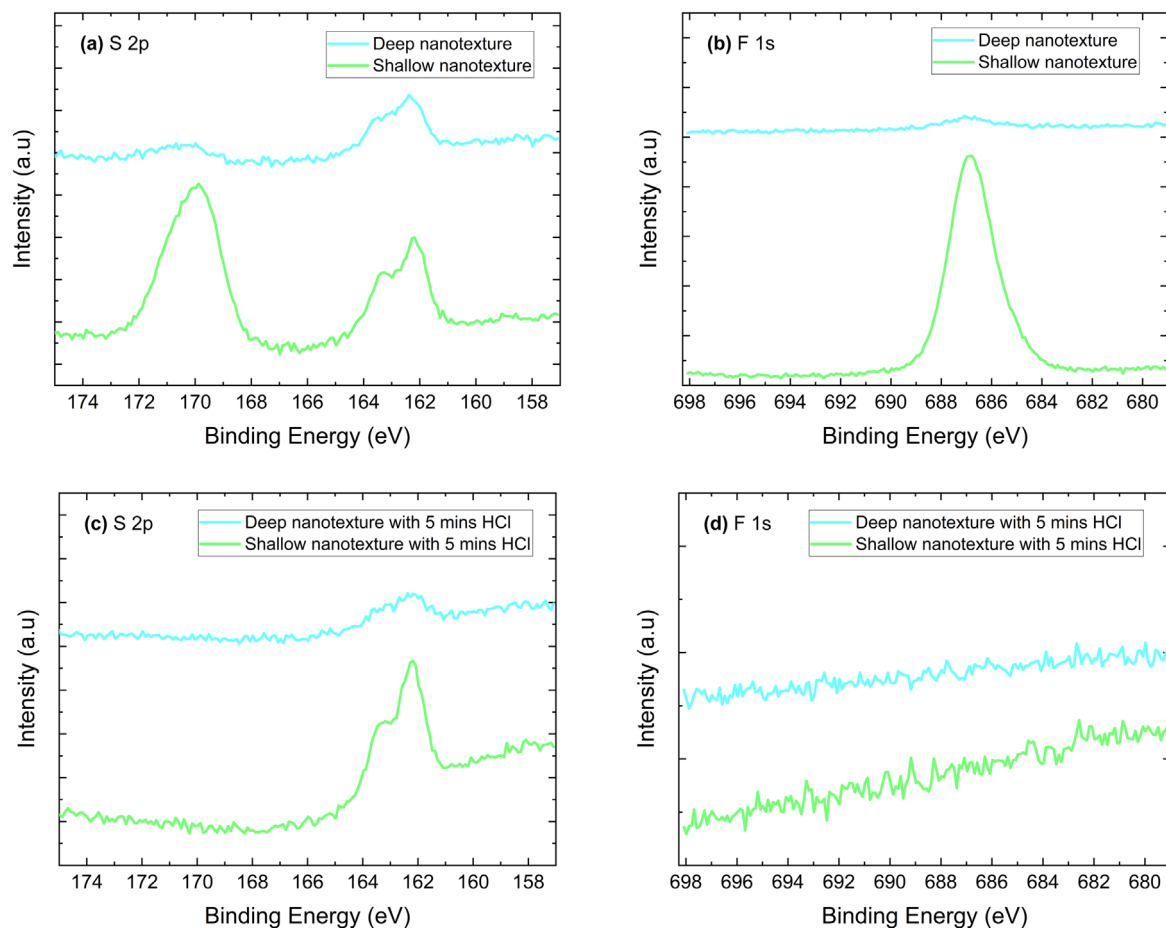 (a) S 2p
Deep nanotexture
Shallow nanotexture
Intensity (a.u)
174 172 170 168 166 164 162 160 158
Binding Energy (eV)
(b) F 1s
Deep nanotexture
Shallow nanotexture
Intensity (a.u)
698 696 694 692 690 688 686 684 682 680
Binding Energy (eV)
(c) S 2p
Deep nanotexture with 5 mins HCl
Shallow nanotexture with 5 mins HCl
Intensity (a.u)
174 172 170 168 166 164 162 160 158
Binding Energy (eV)
(d) F 1s
Deep nanotexture with 5 mins HCl
Shallow nanotexture with 5 mins HCl
Intensity (a.u)
698 696 694 692 690 688 686 684 682 680
Binding Energy (eV)